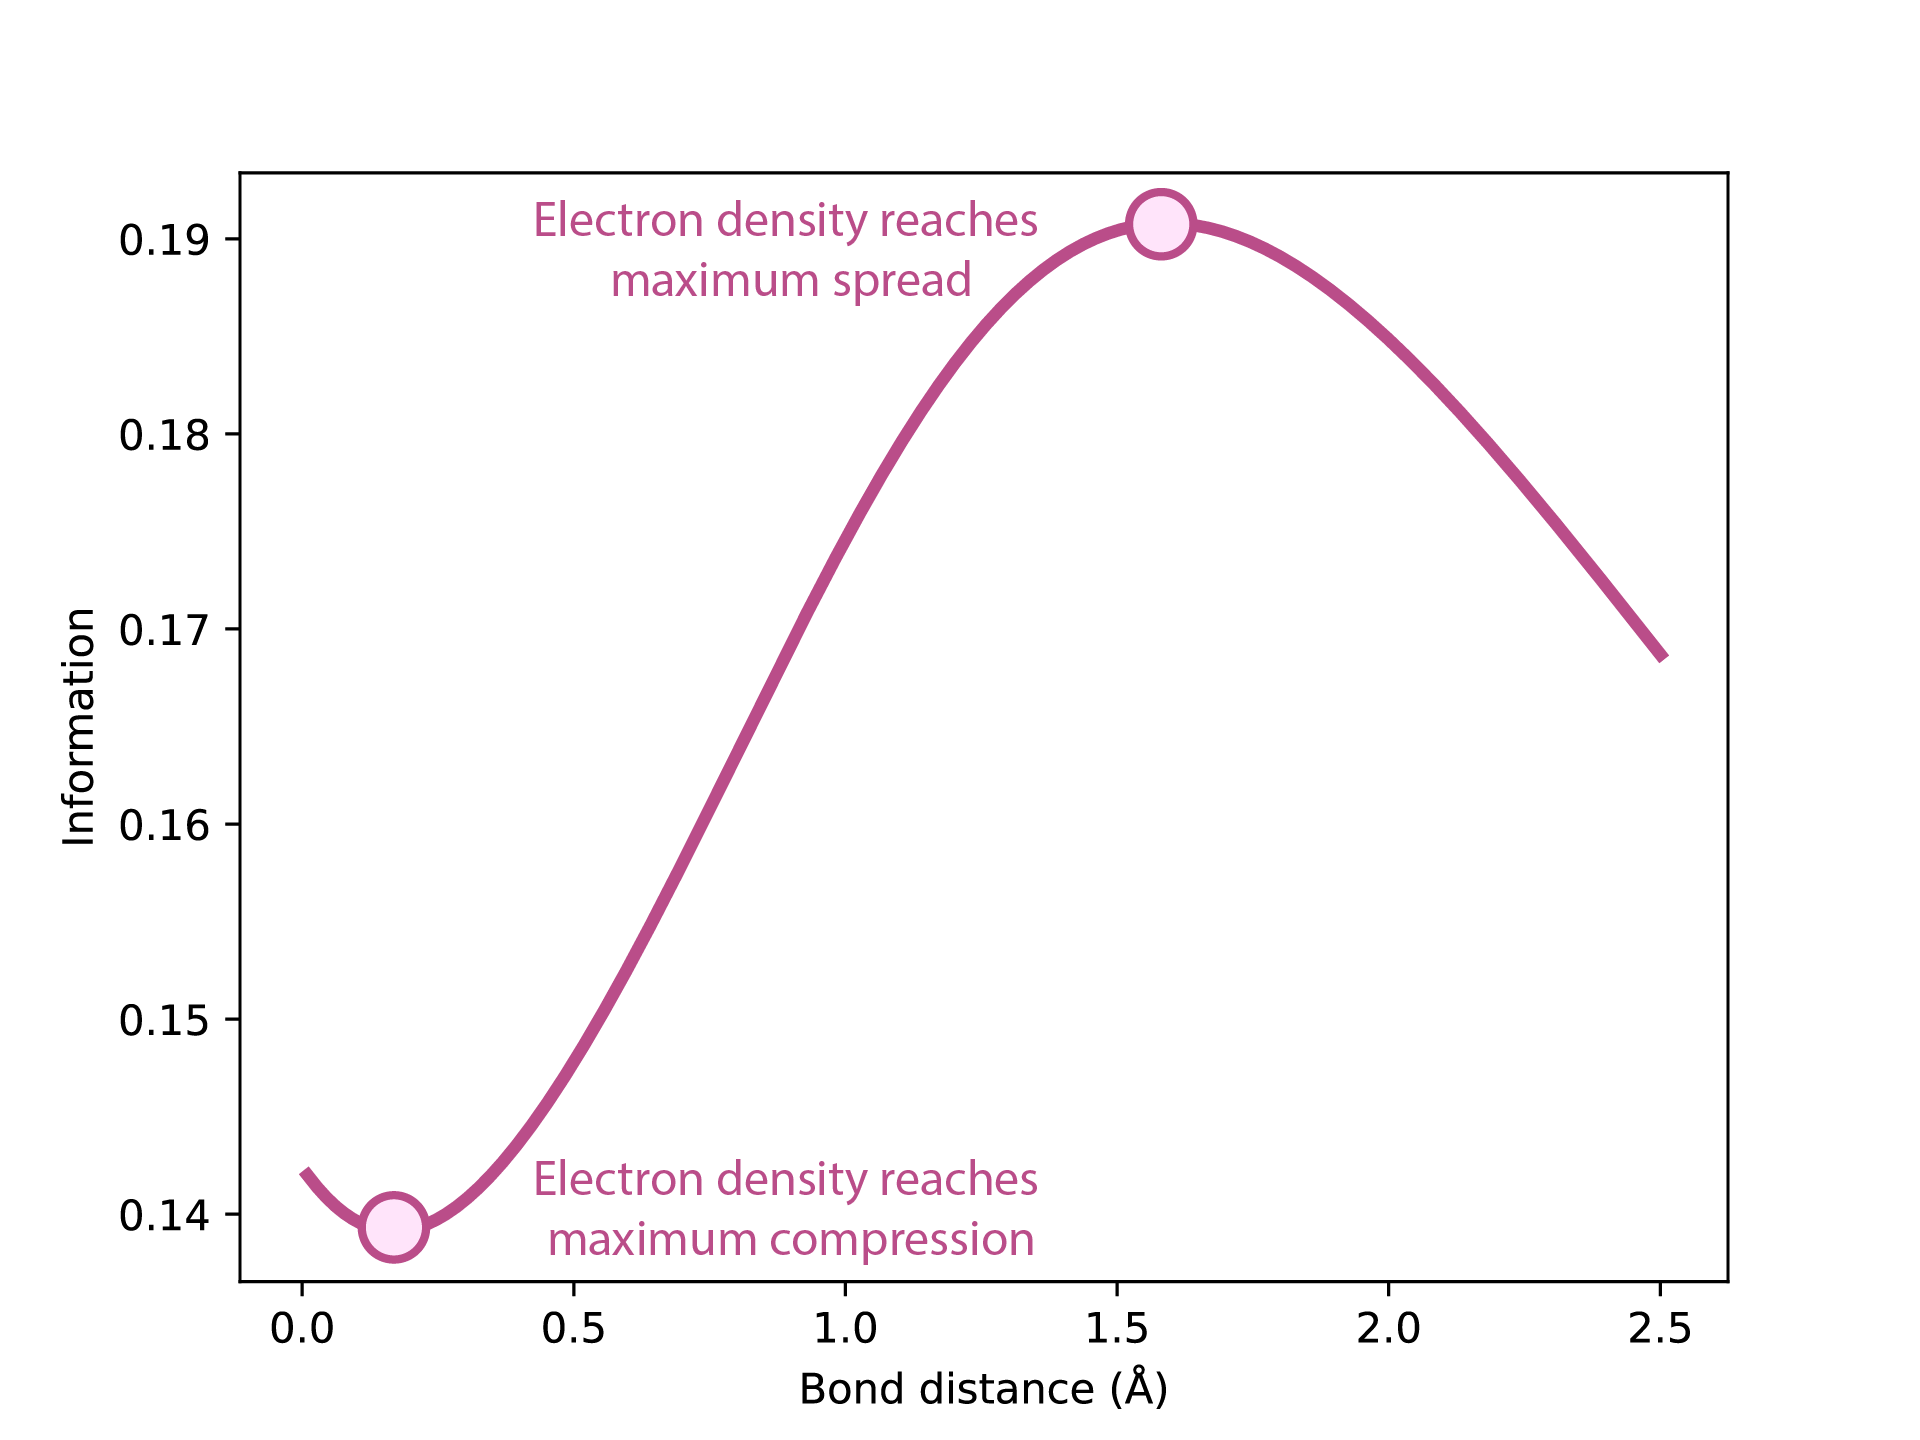 Electron density reaches
maximum spread
0.19
0.18
0.17
0.16
0.15
0.14
Information
Electron density reaches
maximum compression
0.0 0.5 1.0 1.5 2.0 2.5
Bond distance (Å)